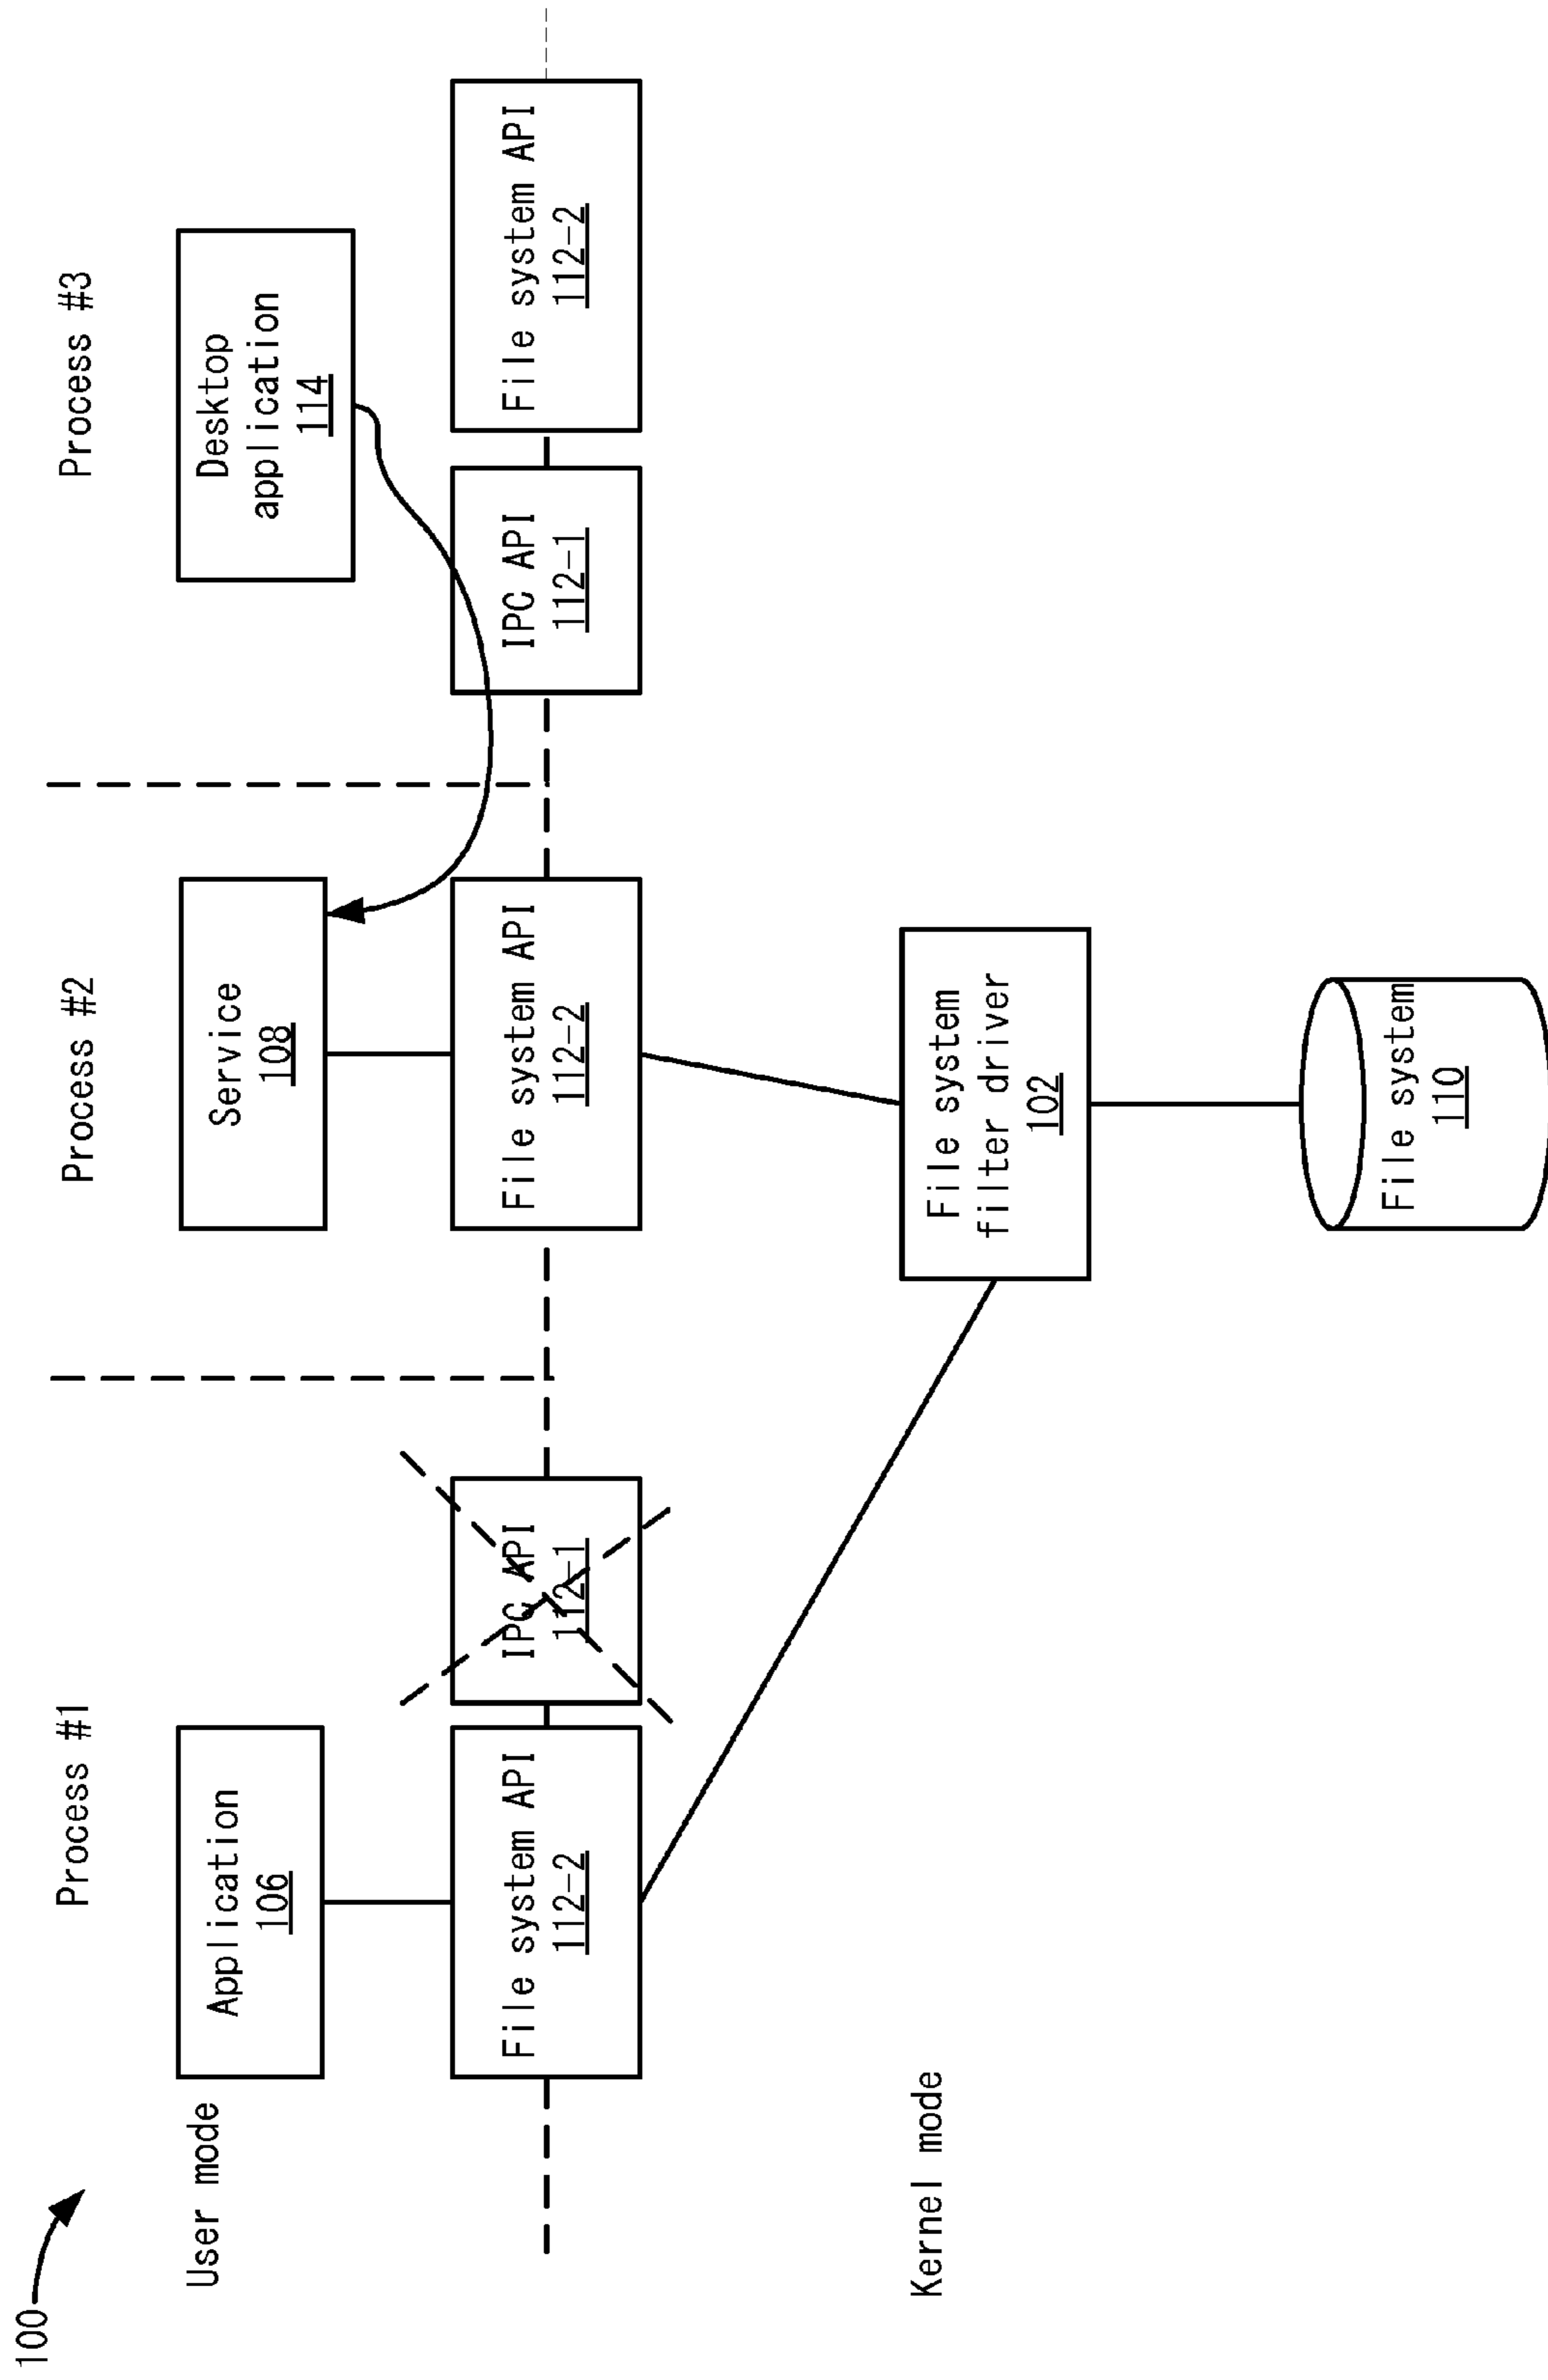 100
Process #1
Process #2
Process #3
User mode
Application
106
Service
108
Desktop
application
114
File system API
112-2
IPC API
112-1
File system API
112-2
IPC API
112-1
File system API
112-2
Kernel mode
File system
filter driver
102
File system
110